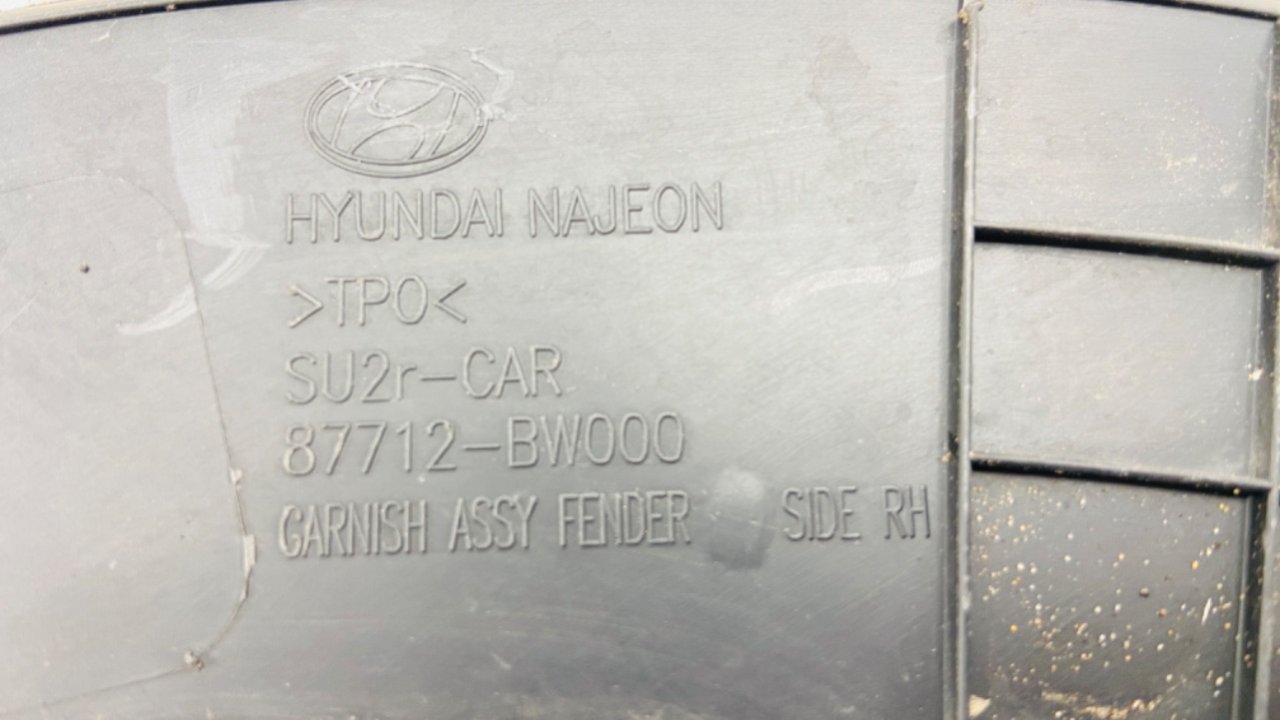 HYUNDAI NAJEON
>TPO<
SU2r-CAR
87712-BW000
GARNISH ASSY FENDER SIDE RH